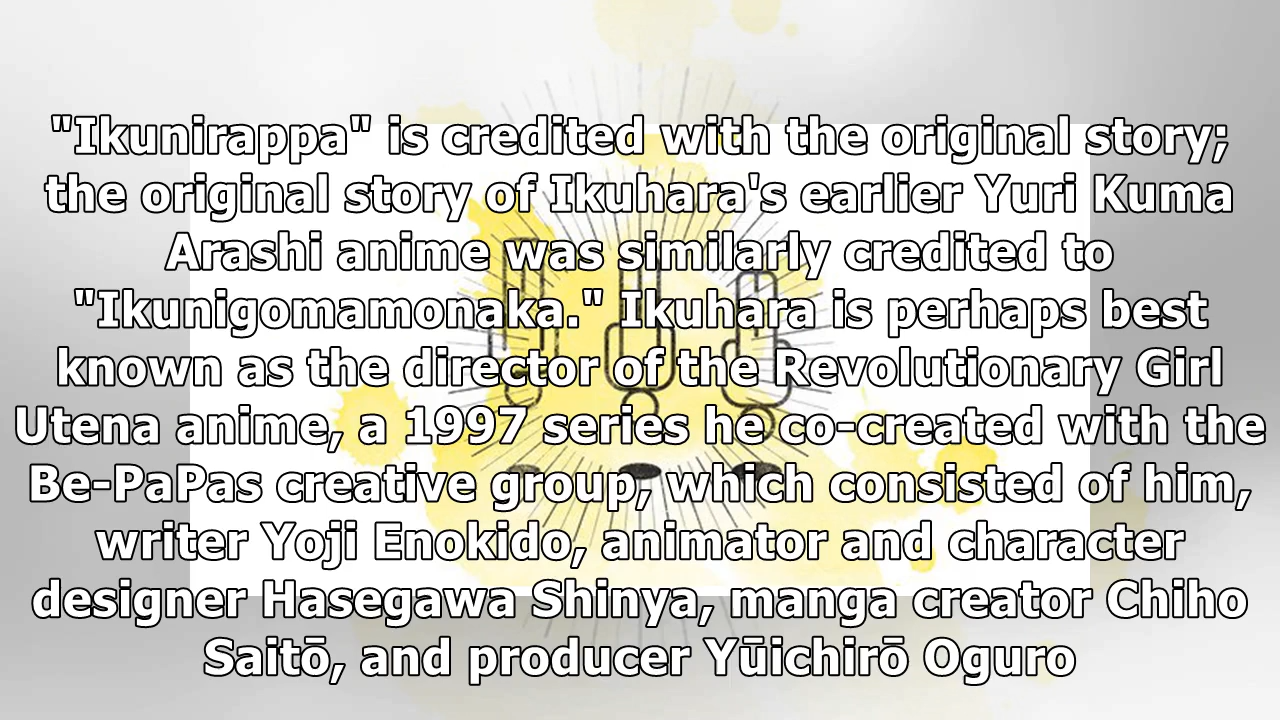 "Ikunirappa" is credited with the original story;
the original story of Ikuhara's earlier Yuri Kuma
Arashi anime was similarly credited to
"Ikunigomamonaka." Ikuhara is perhaps best
known as the director of the Revolutionary Girl
Utena anime, a 1997 series he co-created with the
Be-PaPas creative group, which consisted of him,
writer Yoji Enokido, animator and character
designer Hasegawa Shinya, manga creator Chiho
Saitō, and producer Yūichirō Oguro